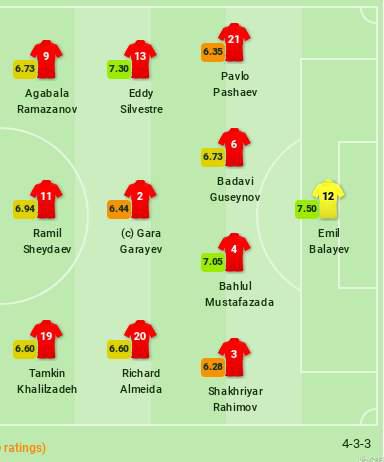 21
6.35
Pavlo
Pashaev
9
6.73
Agabala
Ramazanov
13
7.30
Eddy
Silvestre
6
6.73
Badavi
Guseynov
12
7.50
Emil
Balayev
11
6.94
Ramil
Sheydaev
2
6.44
(c) Gara
Garayev
4
7.05
Bahlul
Mustafazada
19
6.60
Tamkin
Khalilzadeh
20
6.60
Richard
Almeida
3
6.28
Shakhriyar
Rahimov
ratings)
4-3-3